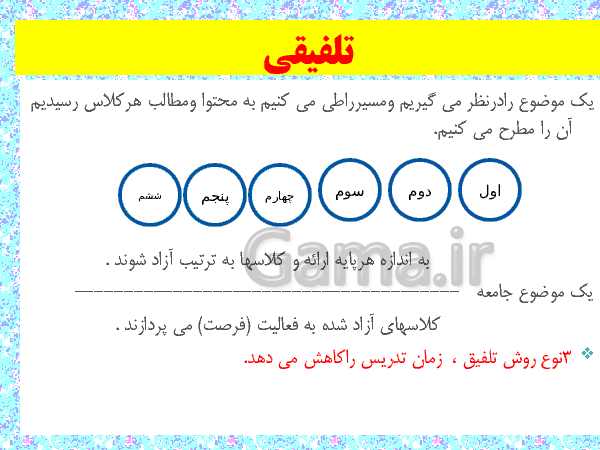 تلفیقی
یک موضوع رادرنظر می گیریم ومسیرراطی می کنیم به محتوا ومطالب هرکلاس رسیدیم
آن را مطرح می کنیم.
اول دوم سوم چهارم پنجم ششم
Gama.ir
به اندازه هرپایه ارائه و کلاسها به ترتیب آزاد شوند .
یک موضوع جامعه ----------------------------------------
کلاسهای آزاد شده به فعالیت (فرصت) می پردازند .
۳نوع روش تلفیق ، زمان تدریس راکاهش می دهد.